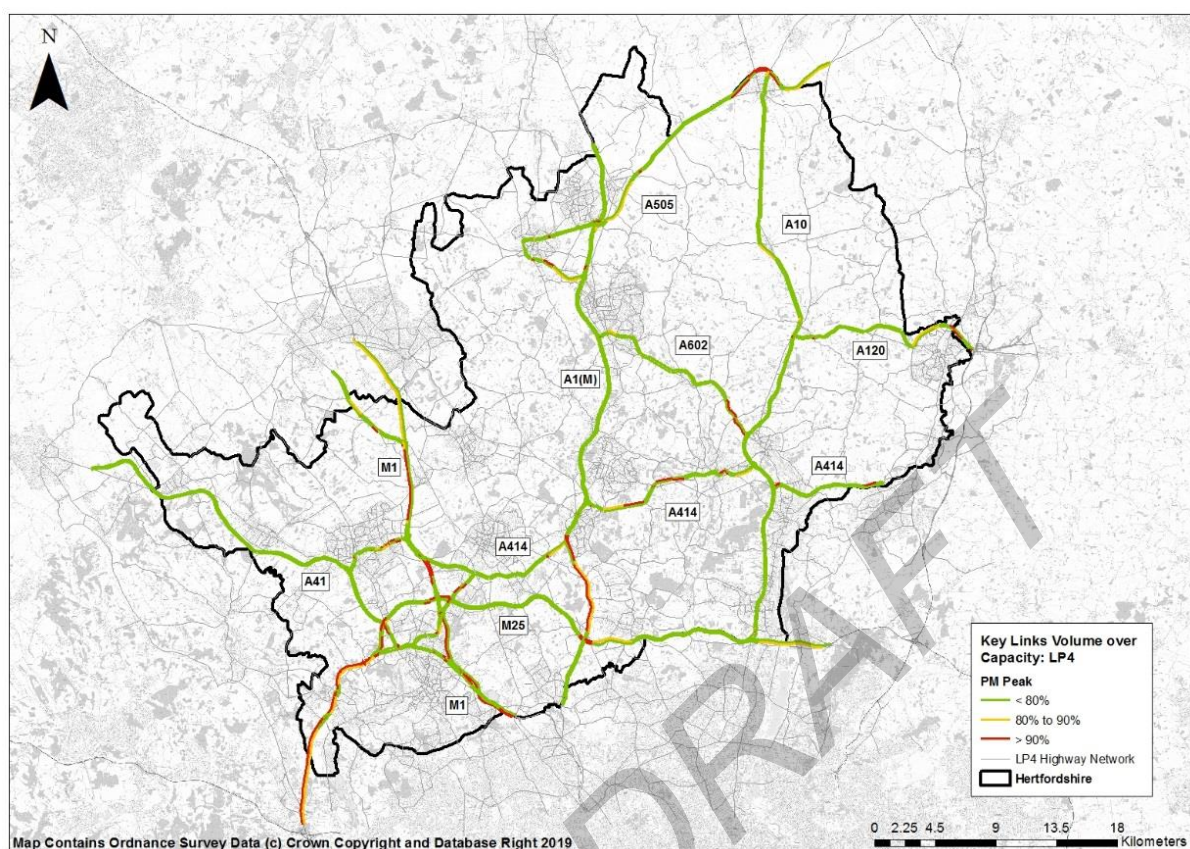 N
A505
A10
A602
A120
A1(M)
M1
A414
A414
A414
A41
M25
M1
DRAFT
Key Links Volume over
Capacity: LP4
PM Peak
< 80%
80% to 90%
> 90%
LP4 Highway Network
Hertfordshire
0 2.25 4.5 9 13.5 18
Kilometers
Map Contains Ordnance Survey Data (c) Crown Copyright and Database Right 2019